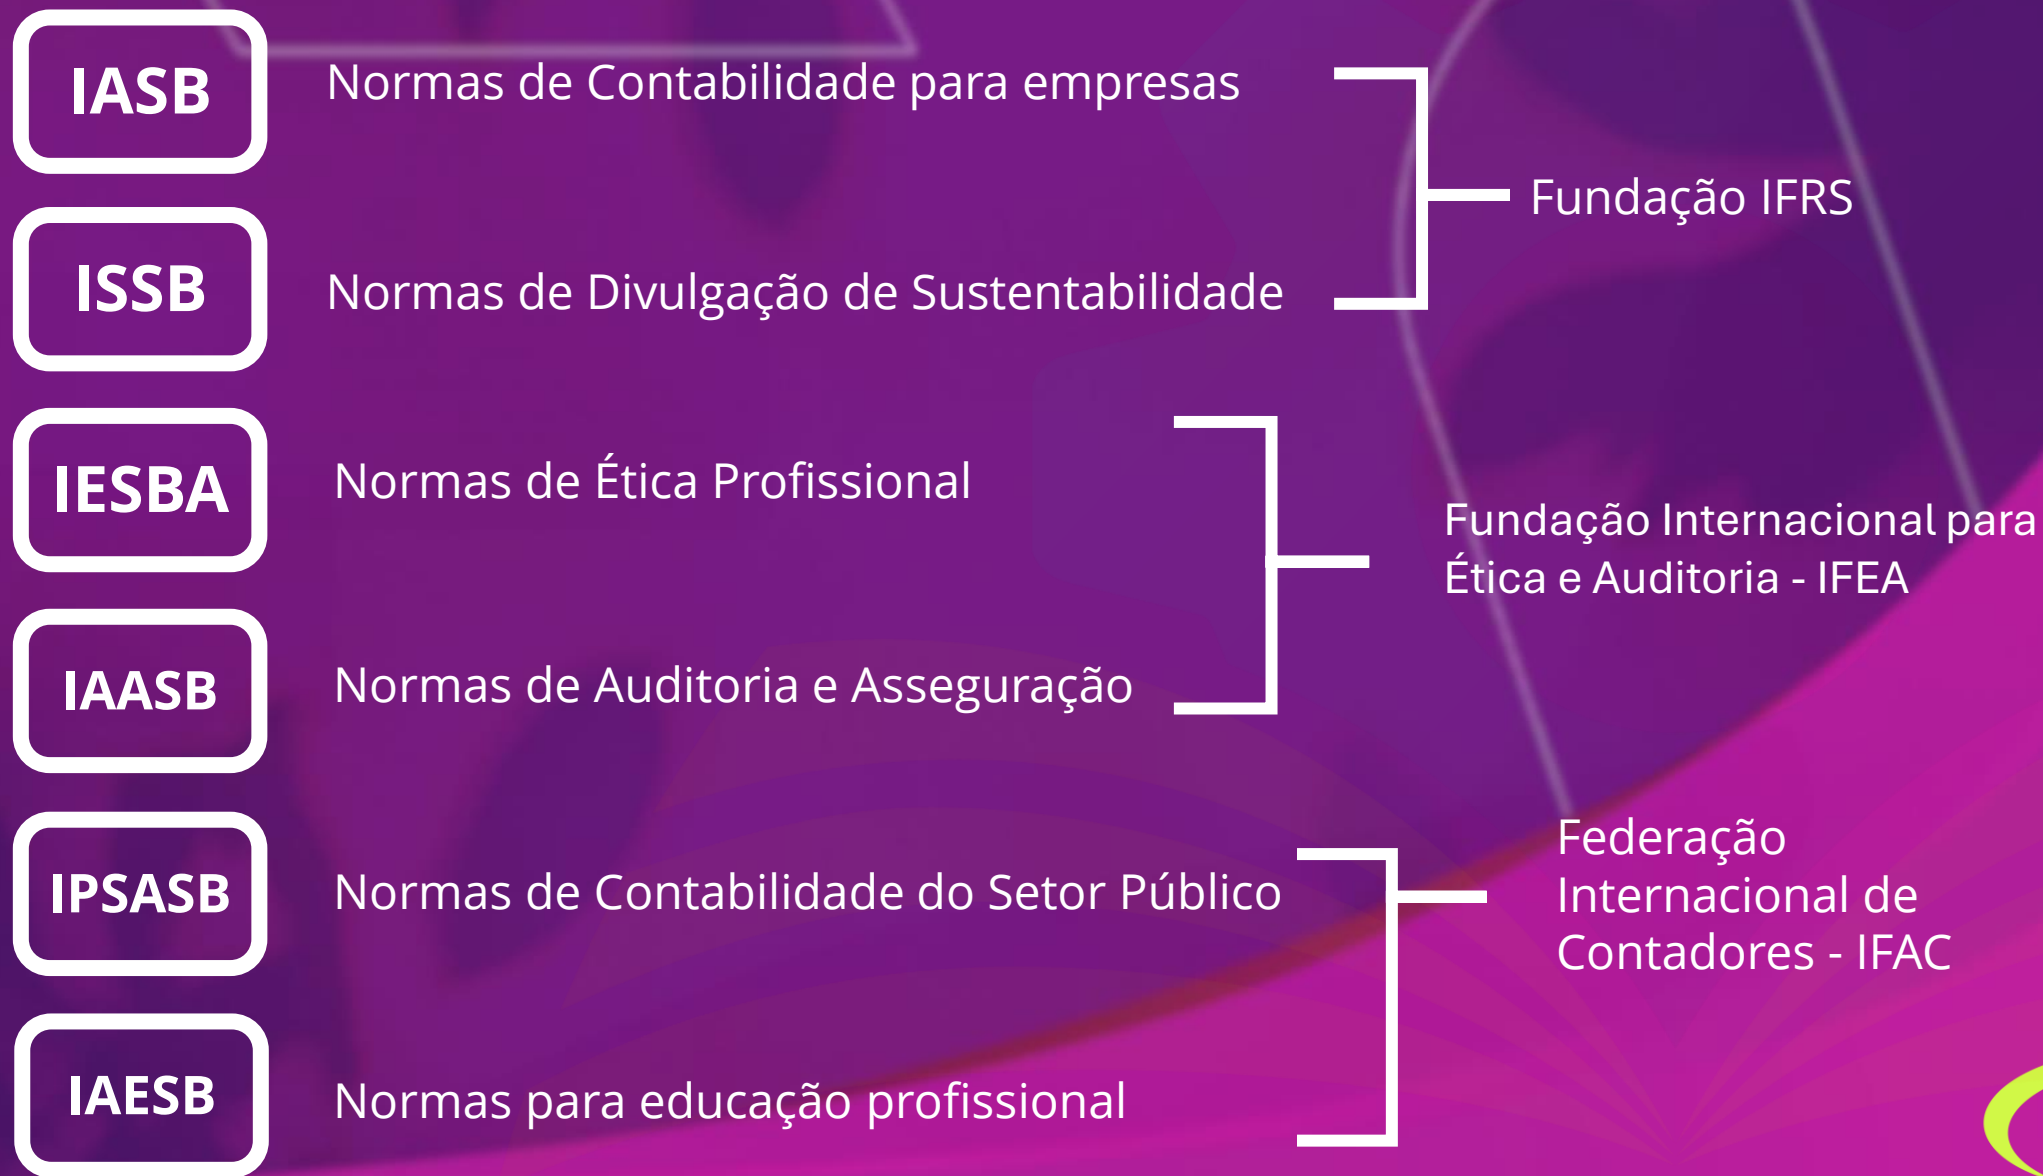 IASB
Normas de Contabilidade para empresas
Fundação IFRS
ISSB
Normas de Divulgação de Sustentabilidade
IESBA
Normas de Ética Profissional
Fundação Internacional para
Ética e Auditoria - IFEA
IAASB
Normas de Auditoria e Asseguração
IPSASB
Normas de Contabilidade do Setor Público
Federação
Internacional de
Contadores - IFAC
IAESB
Normas para educação profissional